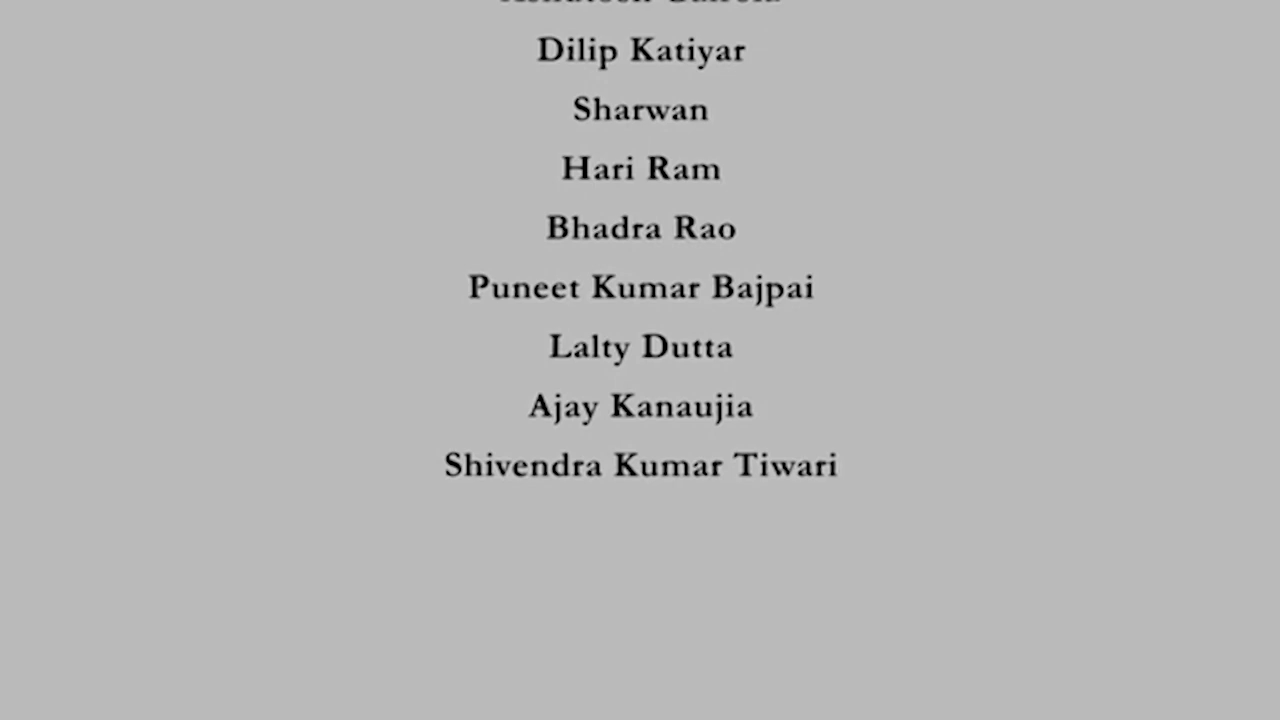 Dilip Katiyar
Sharwan
Hari Ram
Bhadra Rao
Puneet Kumar Bajpai
Lalty Dutta
Ajay Kanaujia
Shivendra Kumar Tiwari